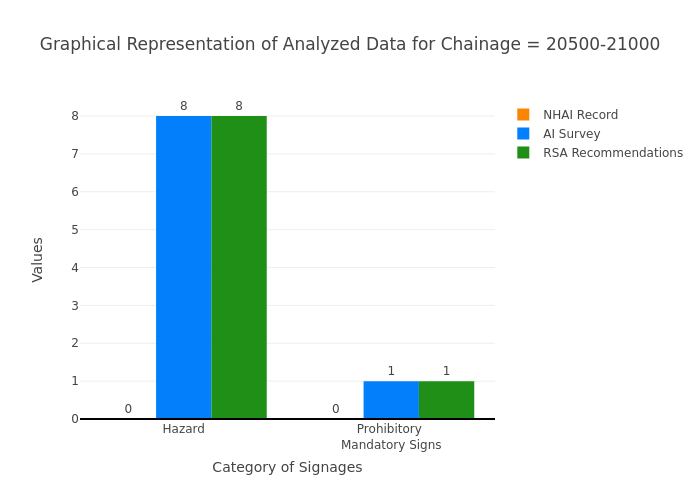 Graphical Representation of Analyzed Data for Chainage = 20500-21000
NHAI Record
AI Survey
RSA Recommendations
Values
8
7
6
5
4
3
2
1
0
0
8
8
0
1
1
Hazard
Prohibitory
Mandatory Signs
Category of Signages